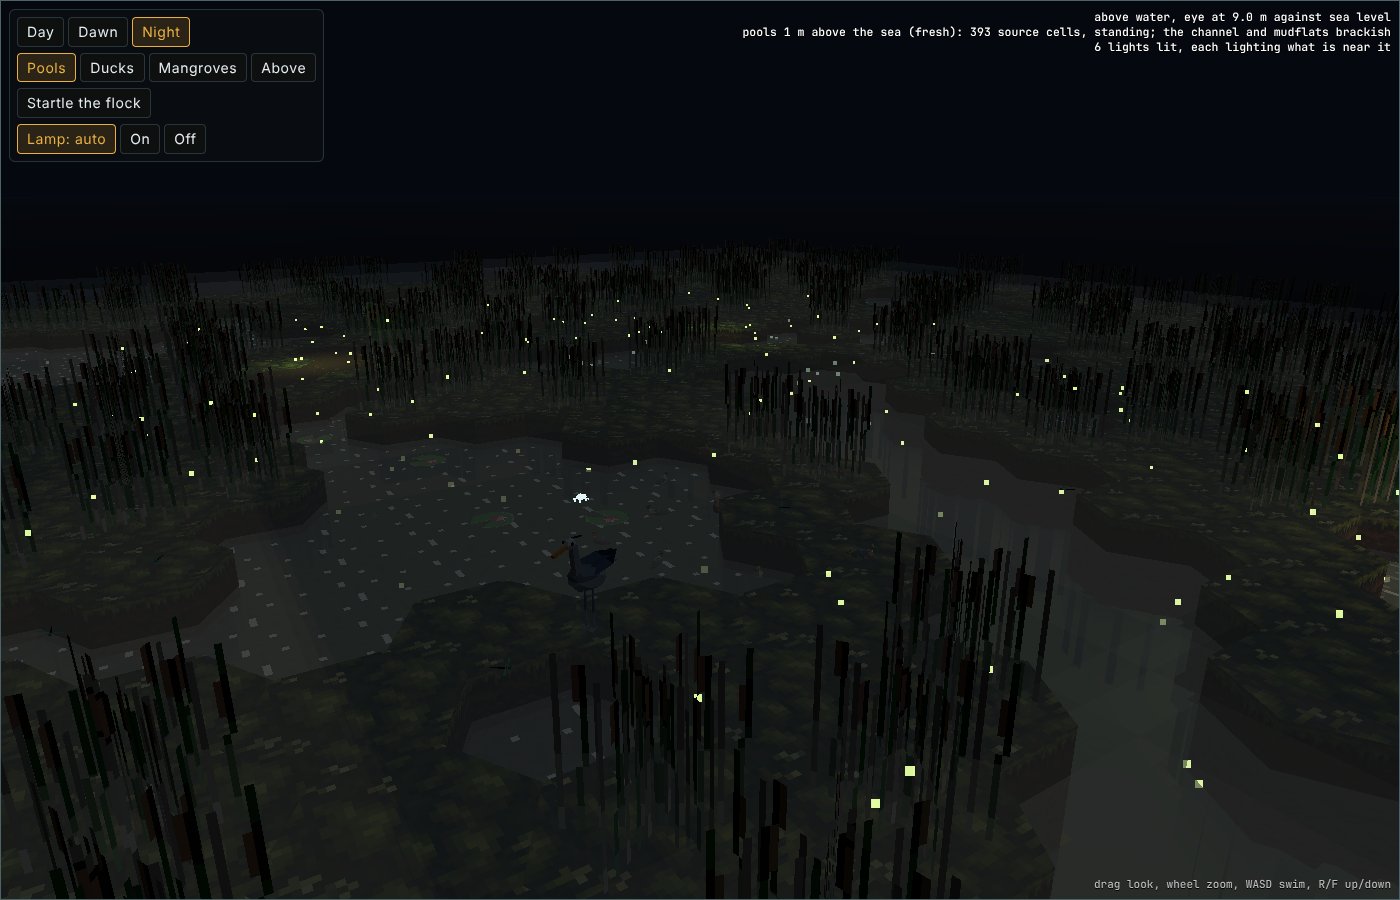 Day Dawn Night
Pools Ducks Mangroves Above
Startle the flock
Lamp: auto On Off
above water, eye at 9.0 m against sea level
pools 1 m above the sea (fresh): 393 source cells, standing; the channel and mudflats brackish
6 lights lit, each lighting what is near it
drag look, wheel zoom, WASD swim, R/F up/down